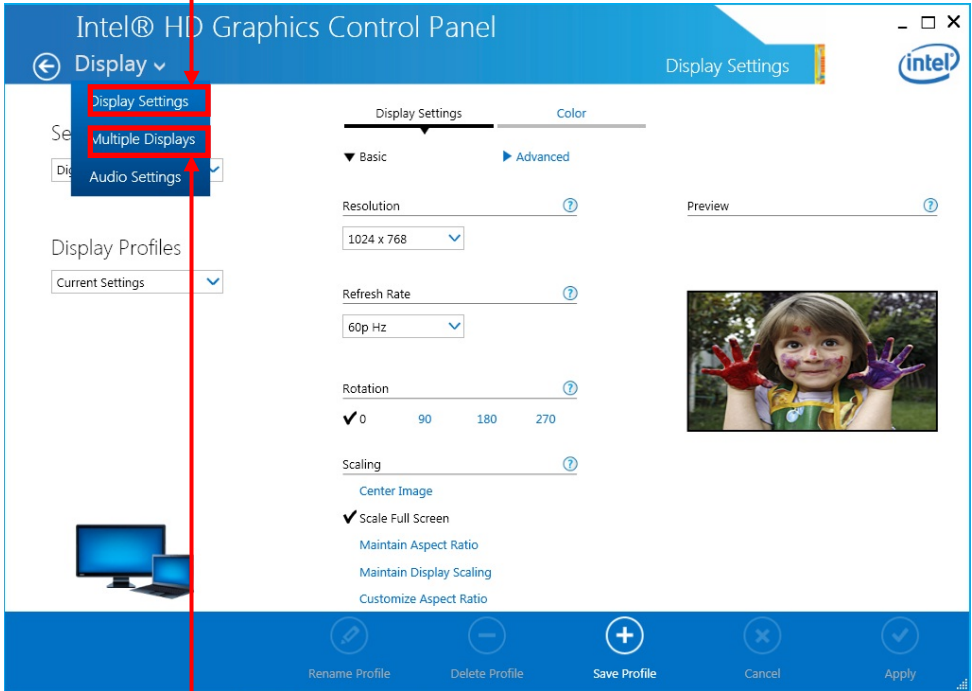 Intel® HD Graphics Control Panel
Display
Display Settings
intel
Display Settings
Multiple Displays
Audio Settings
Se
Dig
Display Profiles
Current Settings
Display Settings
Color
Basic
Advanced
Resolution
1024 x 768
Refresh Rate
60p Hz
Rotation
0 90 180 270
Scaling
Center Image
Scale Full Screen
Maintain Aspect Ratio
Maintain Display Scaling
Customize Aspect Ratio
Preview
Rename Profile
Delete Profile
Save Profile
Cancel
Apply